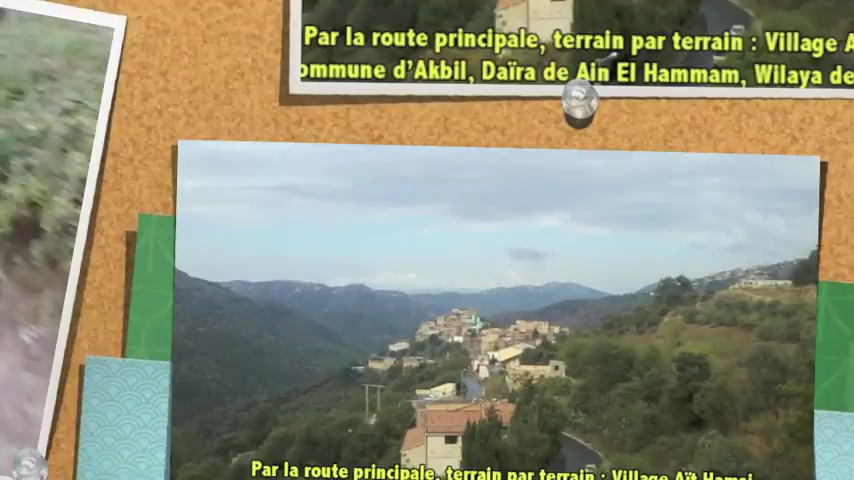 Par la route principale, terrain par terrain : Village
ommune d'Akbil, Daïra de Ain El Hammam, Wilaya de
Par la route principale, terrain par terrain : Village Aït Hamsi